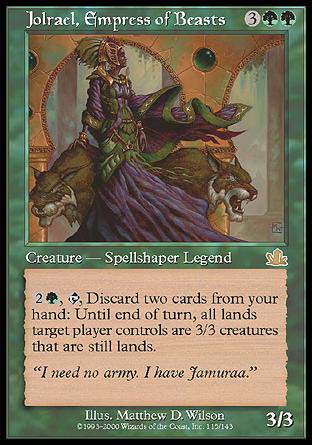 Jolrael, Empress of Beasts 3
Creature — Spellshaper Legend
2 , , Discard two cards from your
hand: Until end of turn, all lands
target player controls are 3/3 creatures
that are still lands.
“I need no army. I have Jamuraa.”
Illus. Matthew D. Wilson
3/3
©1993-2000 Wizards of the Coast, Inc. 115/143